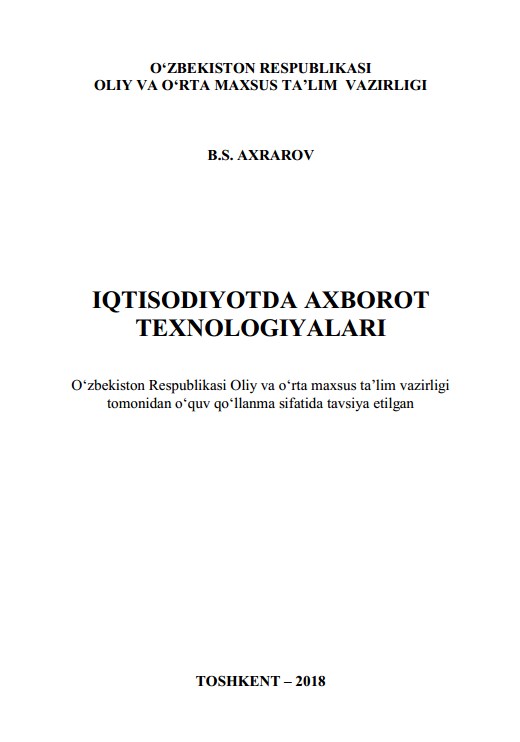 O‘ZBEKISTON RESPUBLIKASI
OLIY VA O‘RTA MAXSUS TA’LIM VAZIRLIGI
B.S. AXRAROV
IQTISODIYOTDA AXBOROT
TEXNOLOGIYALARI
O‘zbekiston Respublikasi Oliy va o‘rta maxsus ta’lim vazirligi
tomonidan o‘quv qo‘llanma sifatida tavsiya etilgan
TOSHKENT – 2018